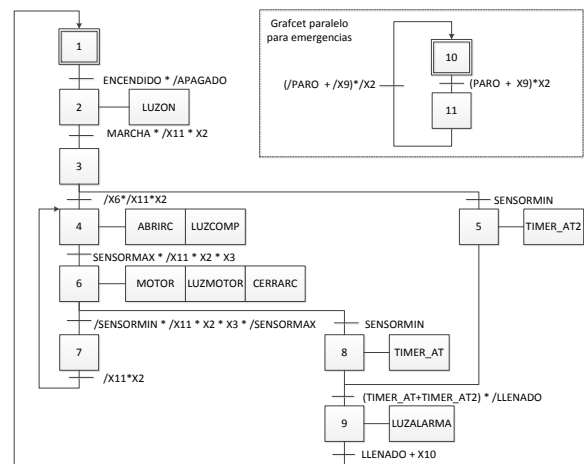 Grafcet paralelo
para emergencias
1
10
ENCENDIDO * /APAGADO
(/PARO + /X9)*/X2
(PARO + X9)*X2
2
LUZON
11
MARCHA * /X11 * X2
3
/X6*/X11*X2
SENSORMIN
4
ABRIRC
LUZCOMP
5
TIMER_AT2
SENSORMAX * /X11 * X2 * X3
6
MOTOR
LUZMOTOR
CERRARC
/SENSORMIN * /X11 * X2 * X3 * /SENSORMAX
SENSORMIN
7
8
TIMER_AT
/X11*X2
(TIMER_AT+TIMER_AT2) * /LLENADO
9
LUZALARMA
LLENADO + X10